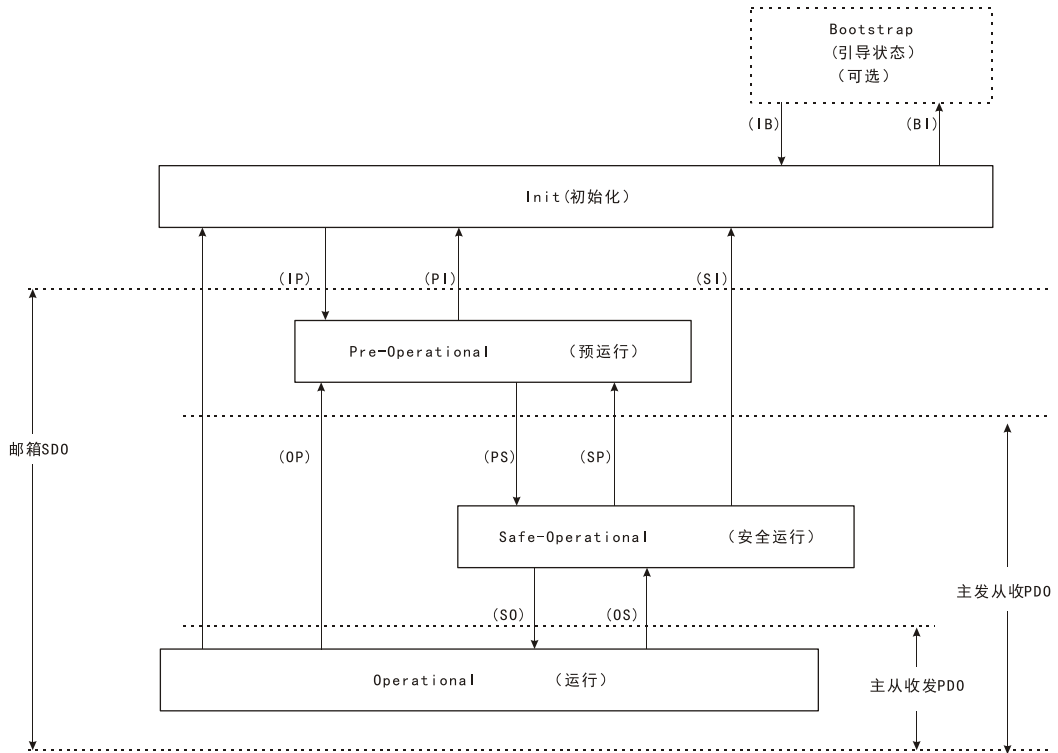 Bootstrap
(引导状态)
(可选)
(IB)
(BI)
Init(初始化)
(IP)
(PI)
(SI)
Pre-Operational (预运行)
邮箱SDO
(OP)
(PS)
(SP)
Safe-Operational (安全运行)
主发从收PDO
(SO)
(OS)
Operational (运行)
主从收发PDO